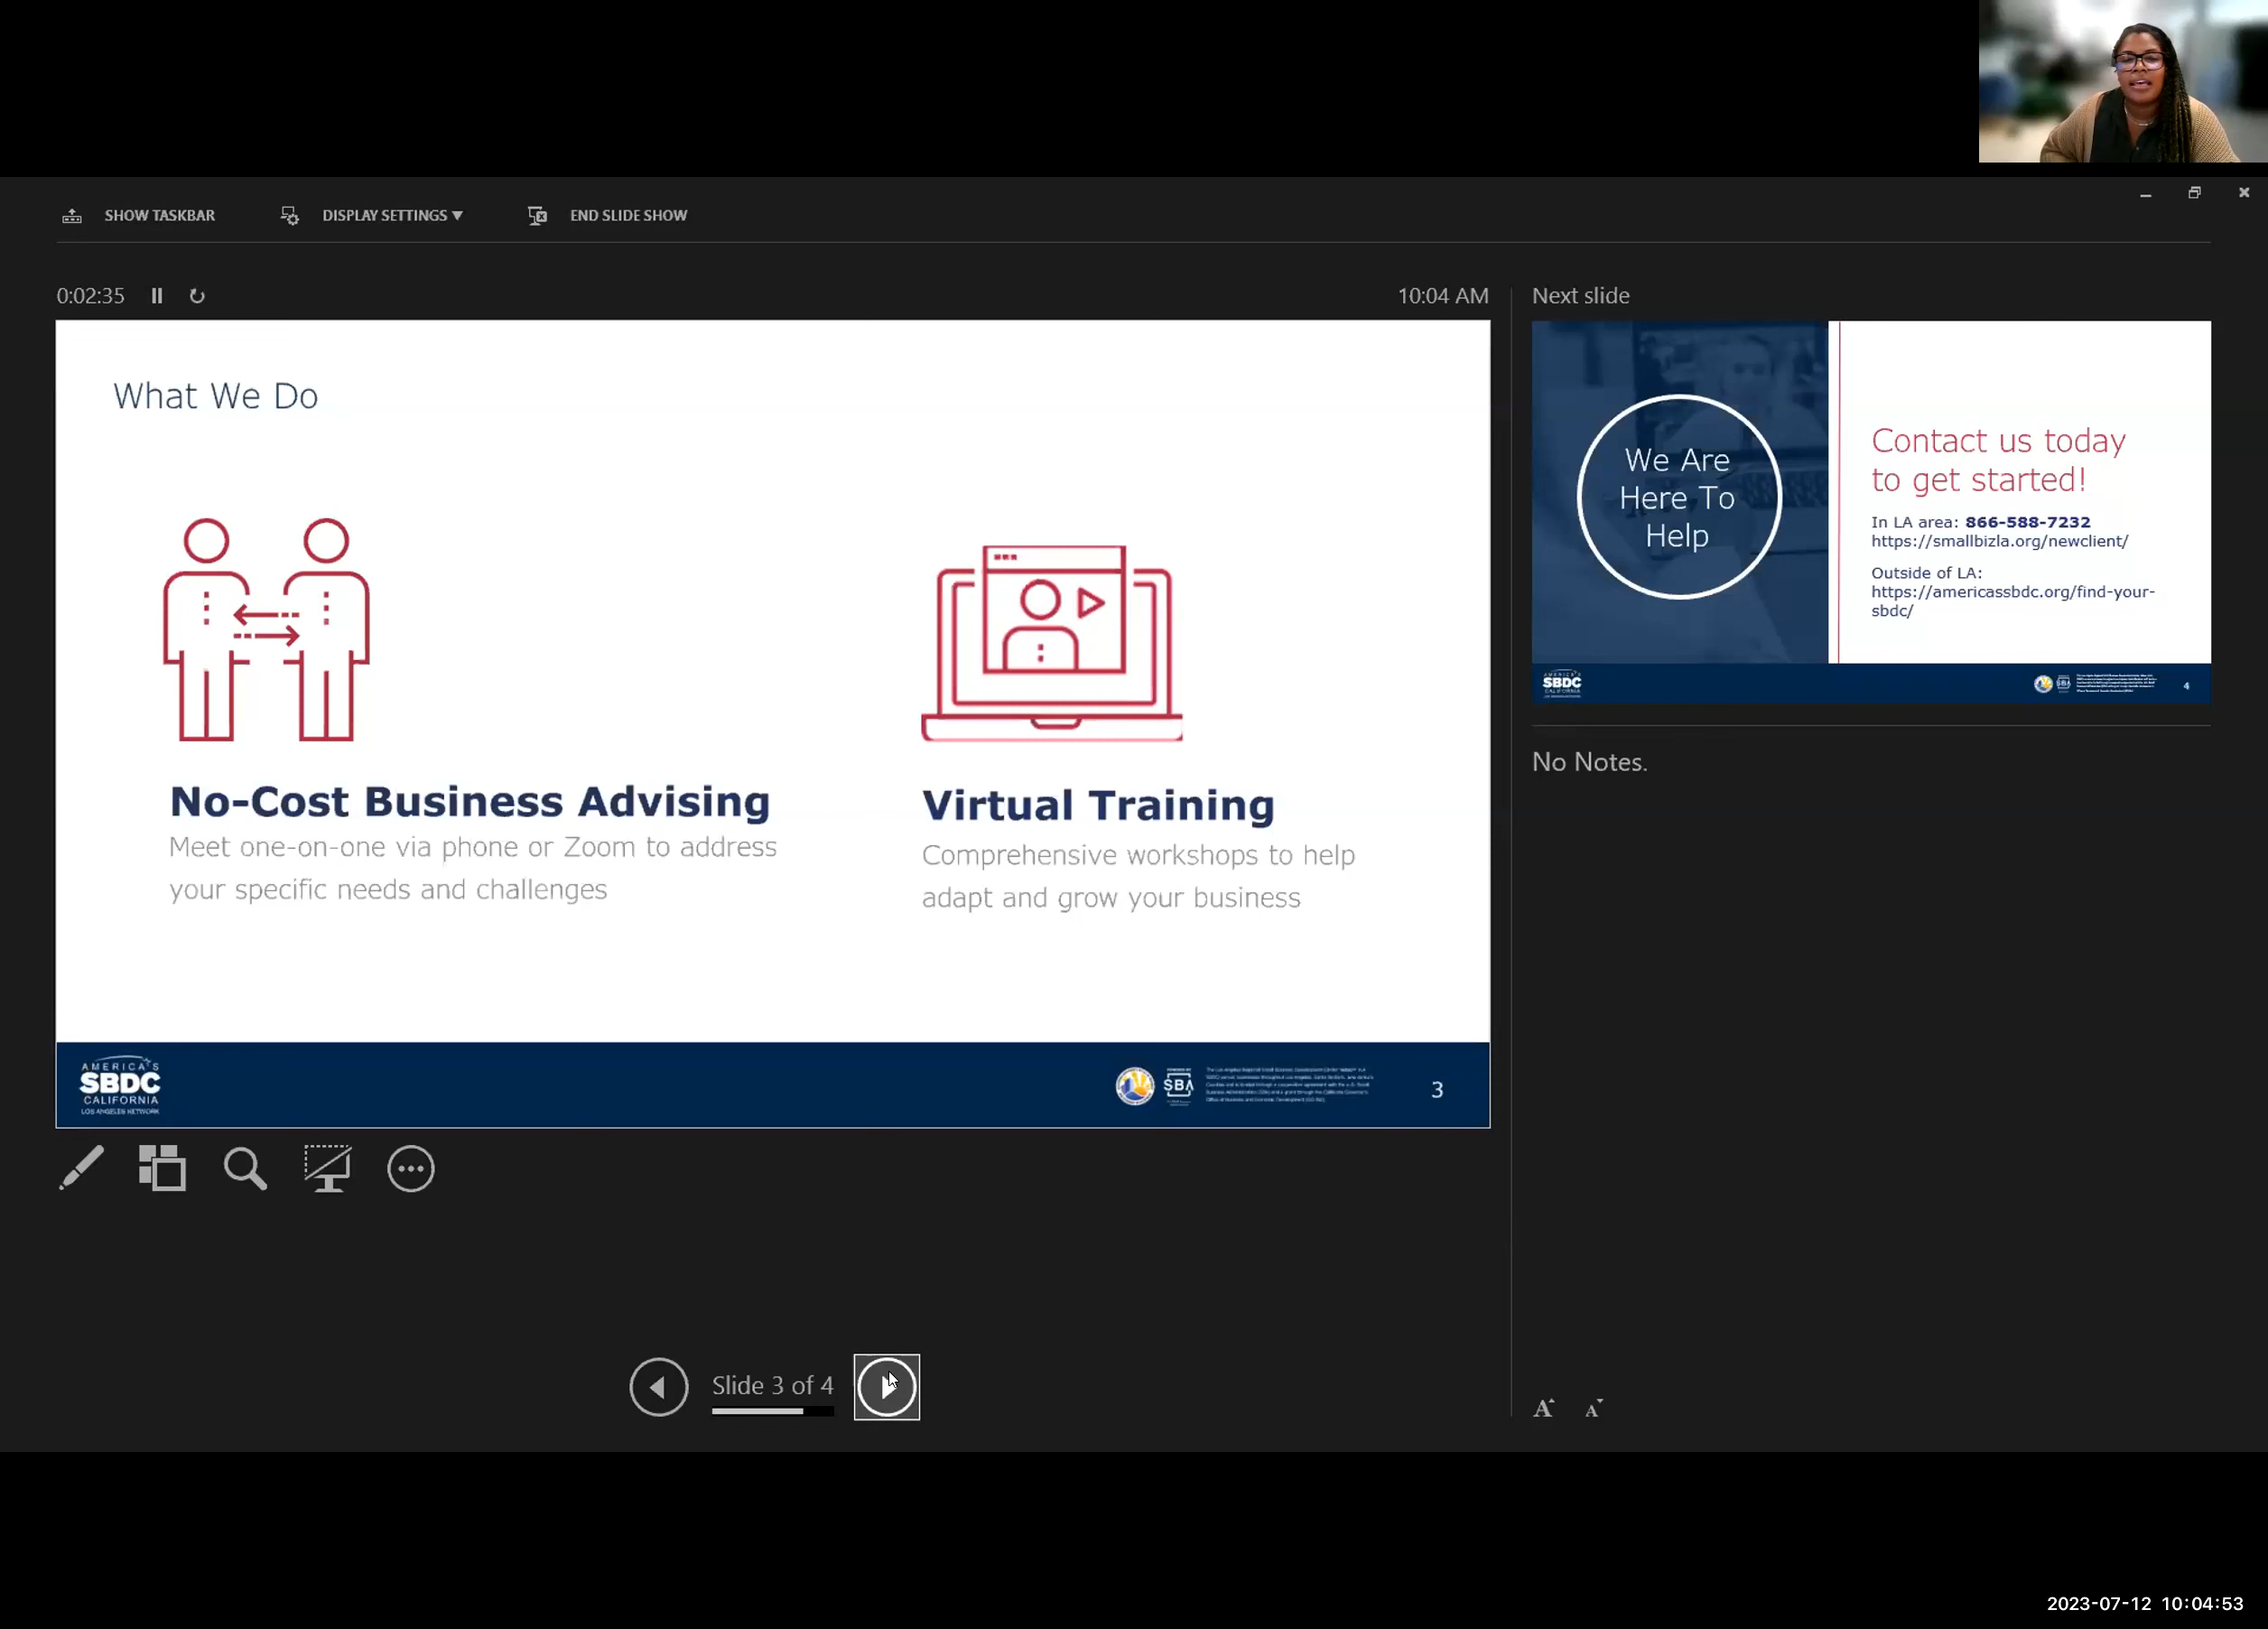 SHOW TASKBAR
DISPLAY SETTINGS ▼
END SLIDE SHOW
0:02:35
10:04 AM
Next slide
What We Do
No-Cost Business Advising
Meet one-on-one via phone or Zoom to address
your specific needs and challenges
Virtual Training
Comprehensive workshops to help
adapt and grow your business
AMERICA'S
SBDC
CALIFORNIA
LOS ANGELES NETWORK
SBA
3
We Are
Here To
Help
Contact us today
to get started!
In LA area: 866-588-7232
https://smallbizla.org/newclient/
Outside of LA:
https://americassbdc.org/find-your-
sbdc/
AMERICA'S
SBDC
CALIFORNIA
SBA
4
No Notes.
Slide 3 of 4
A A
2023-07-12 10:04:53